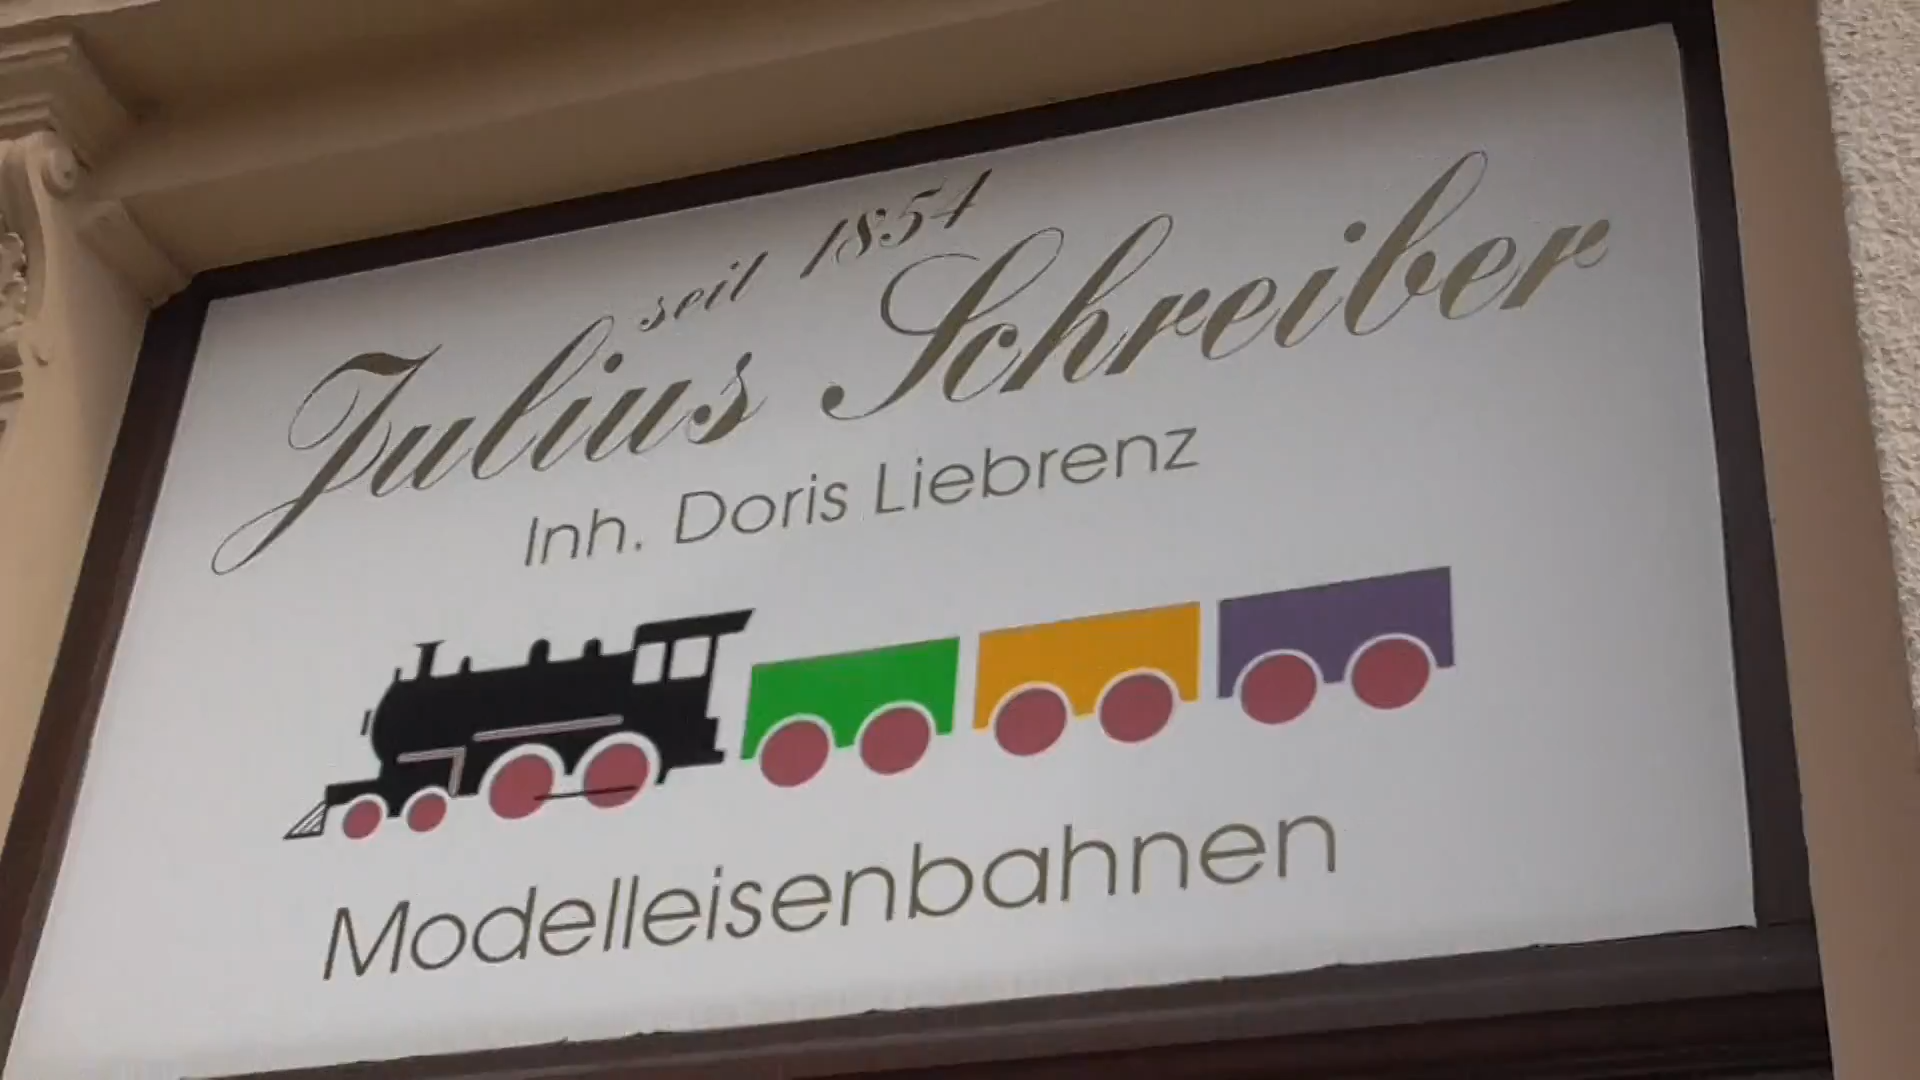 seit 1854
Julius Schreiber
Inh. Doris Liebrenz
Modelleisenbahnen